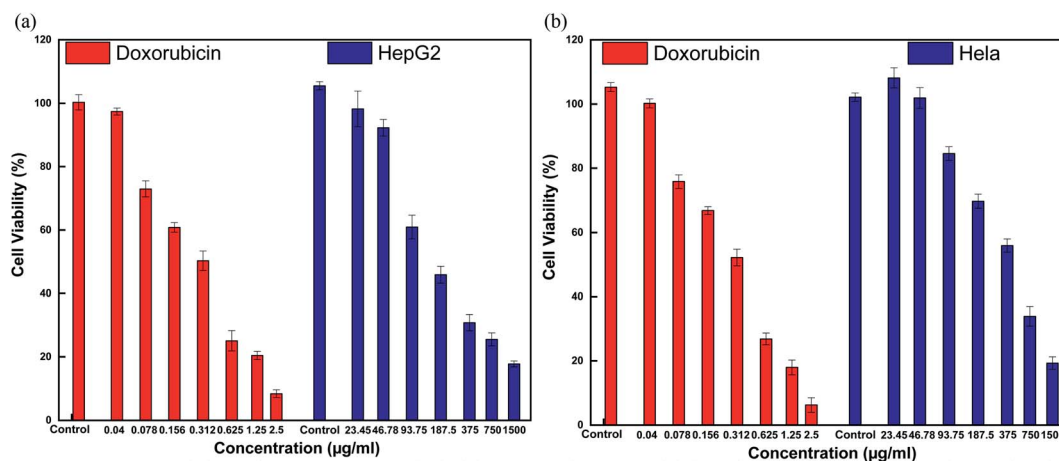 (a)
Doxorubicin HepG2
120
100
80
60
40
20
0
Cell Viability (%)
Control 0.04 0.078 0.156 0.312 0.625 1.25 2.5 Control 23.45 46.78 93.75 187.5 375 750 1500
Concentration (μg/ml)
(b)
Doxorubicin Hela
120
100
80
60
40
20
0
Cell Viability (%)
Control 0.04 0.078 0.156 0.312 0.625 1.25 2.5 Control 23.45 46.78 93.75 187.5 375 750 150
Concentration (μg/ml)